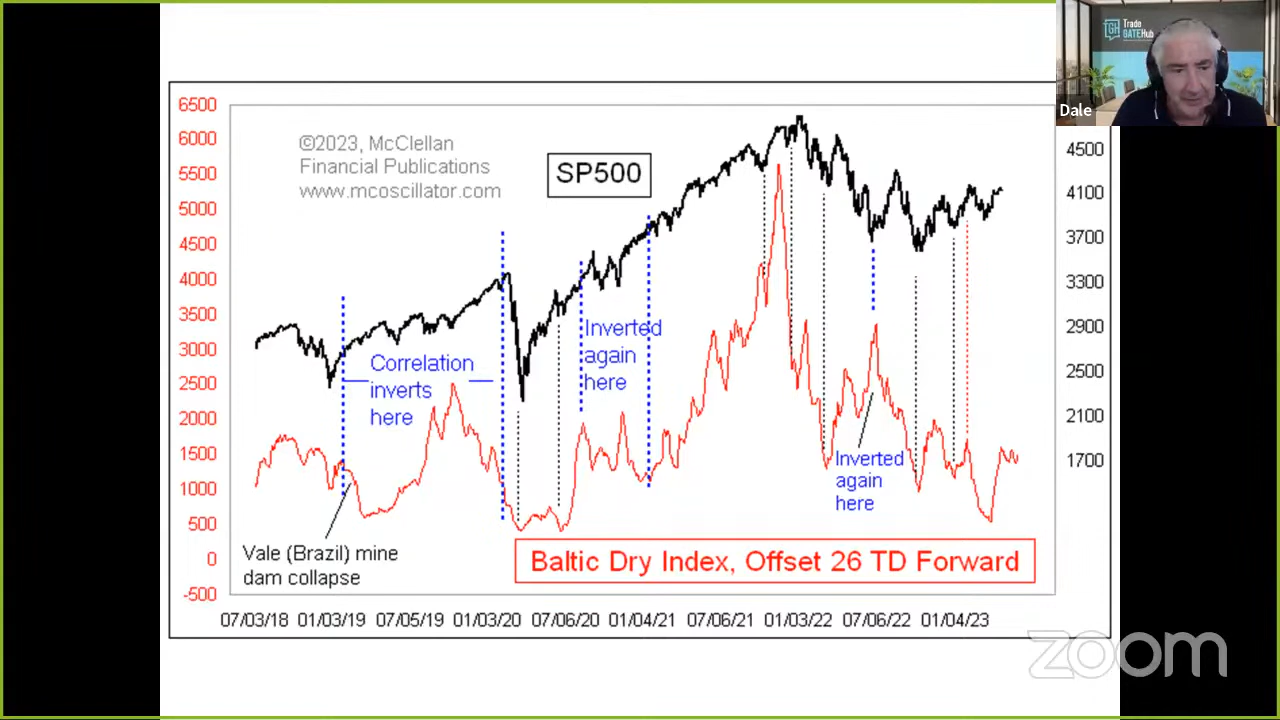 Trade
GATEHub
Dale
©2023, McClellan
Financial Publications
www.mcoscillator.com
SP500
6500
6000
5500
5000
4500
4000
3500
3000
2500
2000
1500
1000
500
0
-500
4500
4100
3700
3300
2900
2500
2100
1700
Correlation
inverts
here
Inverted
again
here
Inverted
again
here
Vale (Brazil) mine
dam collapse
Baltic Dry Index, Offset 26 TD Forward
07/03/18 01/03/19 07/05/19 01/03/20 07/06/20 01/04/21 07/06/21 01/03/22 07/06/22 01/04/23
zoom